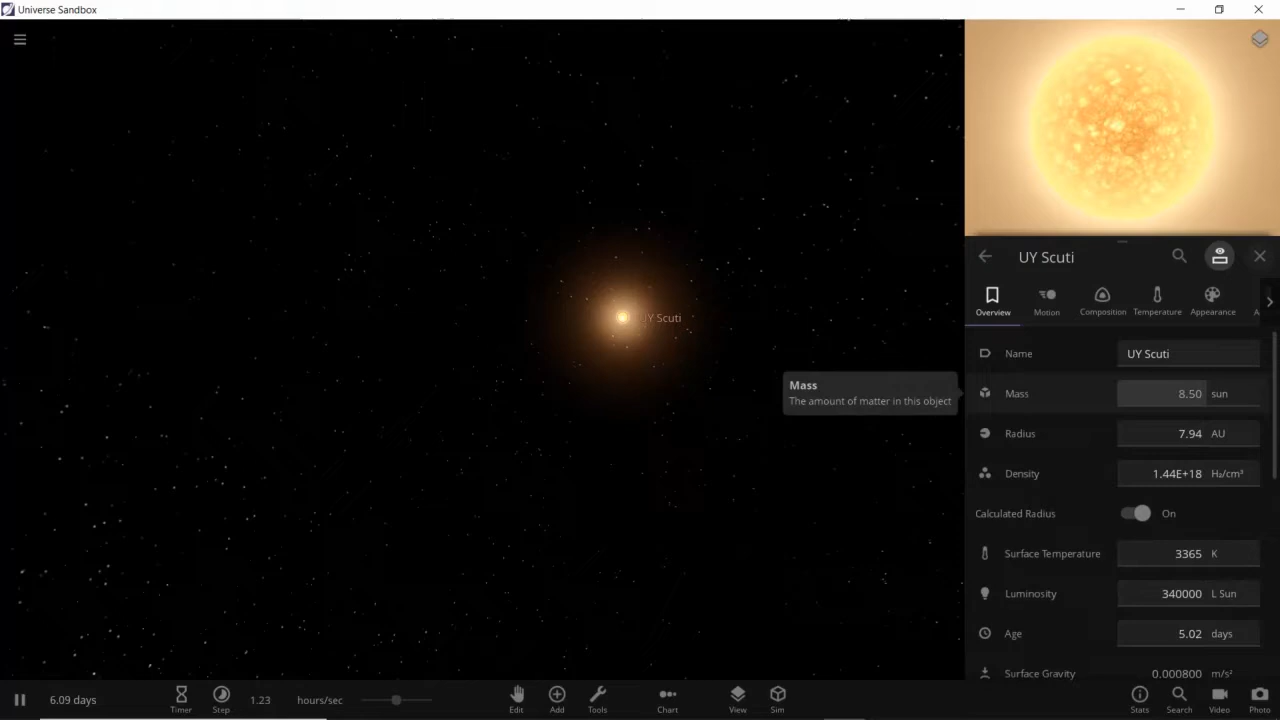 Universe Sandbox
UY Scuti
UY Scuti
Overview
Motion
Composition
Temperature
Appearance
A
Name UY Scuti
Mass
The amount of matter in this object
Mass 8.50 sun
Radius 7.94 AU
Density 1.44E+18 H₂/cm³
Calculated Radius On
Surface Temperature 3365 K
Luminosity 340000 L Sun
Age 5.02 days
Surface Gravity 0.000800 m/s²
6.09 days
Timer
Step
1.23 hours/sec
Edit
Add
Tools
Chart
View
Sim
Stats
Search
Video
Photo